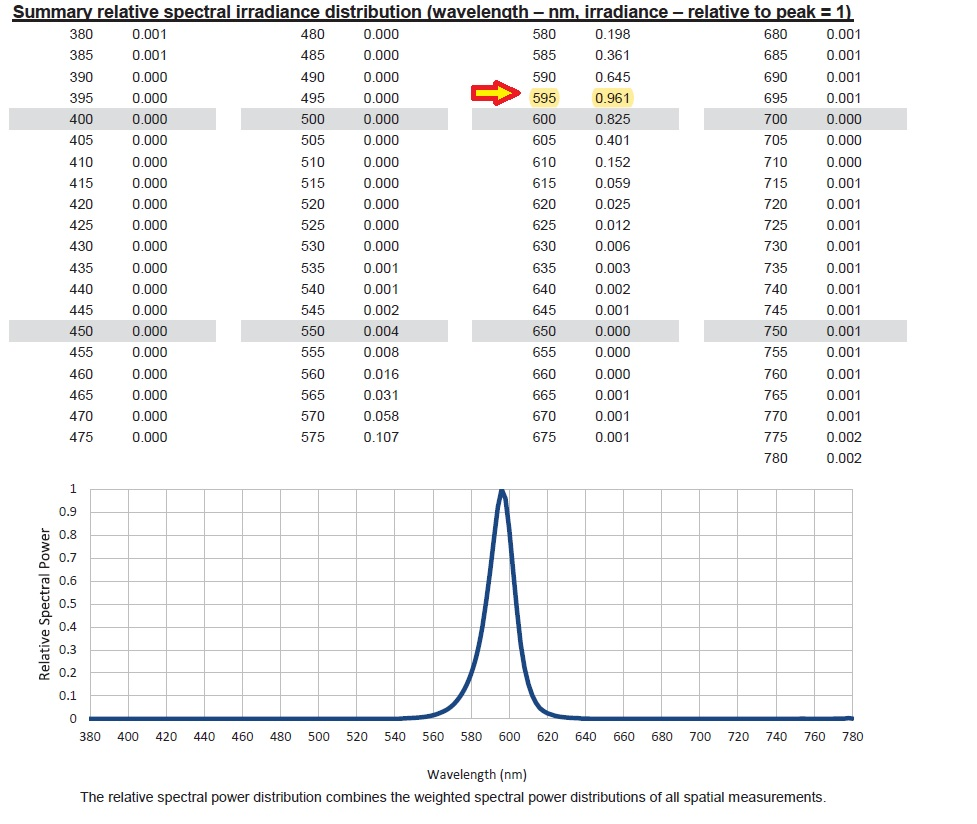 Summary relative spectral irradiance distribution (wavelength – nm, irradiance – relative to peak = 1)
380 0.001 480 0.000 580 0.198 680 0.001
385 0.001 485 0.000 585 0.361 685 0.001
390 0.000 490 0.000 590 0.645 690 0.001
395 0.000 495 0.000 595 0.961 695 0.001
400 0.000 500 0.000 600 0.825 700 0.000
405 0.000 505 0.000 605 0.401 705 0.000
410 0.000 510 0.000 610 0.152 710 0.000
415 0.000 515 0.000 615 0.059 715 0.001
420 0.000 520 0.000 620 0.025 720 0.001
425 0.000 525 0.000 625 0.012 725 0.001
430 0.000 530 0.000 630 0.006 730 0.001
435 0.000 535 0.001 635 0.003 735 0.001
440 0.000 540 0.001 640 0.002 740 0.001
445 0.000 545 0.002 645 0.001 745 0.001
450 0.000 550 0.004 650 0.000 750 0.001
455 0.000 555 0.008 655 0.000 755 0.001
460 0.000 560 0.016 660 0.000 760 0.001
465 0.000 565 0.031 665 0.001 765 0.001
470 0.000 570 0.058 670 0.001 770 0.001
475 0.000 575 0.107 675 0.001 775 0.002
780 0.002
Relative Spectral Power
1
0.9
0.8
0.7
0.6
0.5
0.4
0.3
0.2
0.1
0
380 400 420 440 460 480 500 520 540 560 580 600 620 640 660 680 700 720 740 760 780
Wavelength (nm)
The relative spectral power distribution combines the weighted spectral power distributions of all spatial measurements.